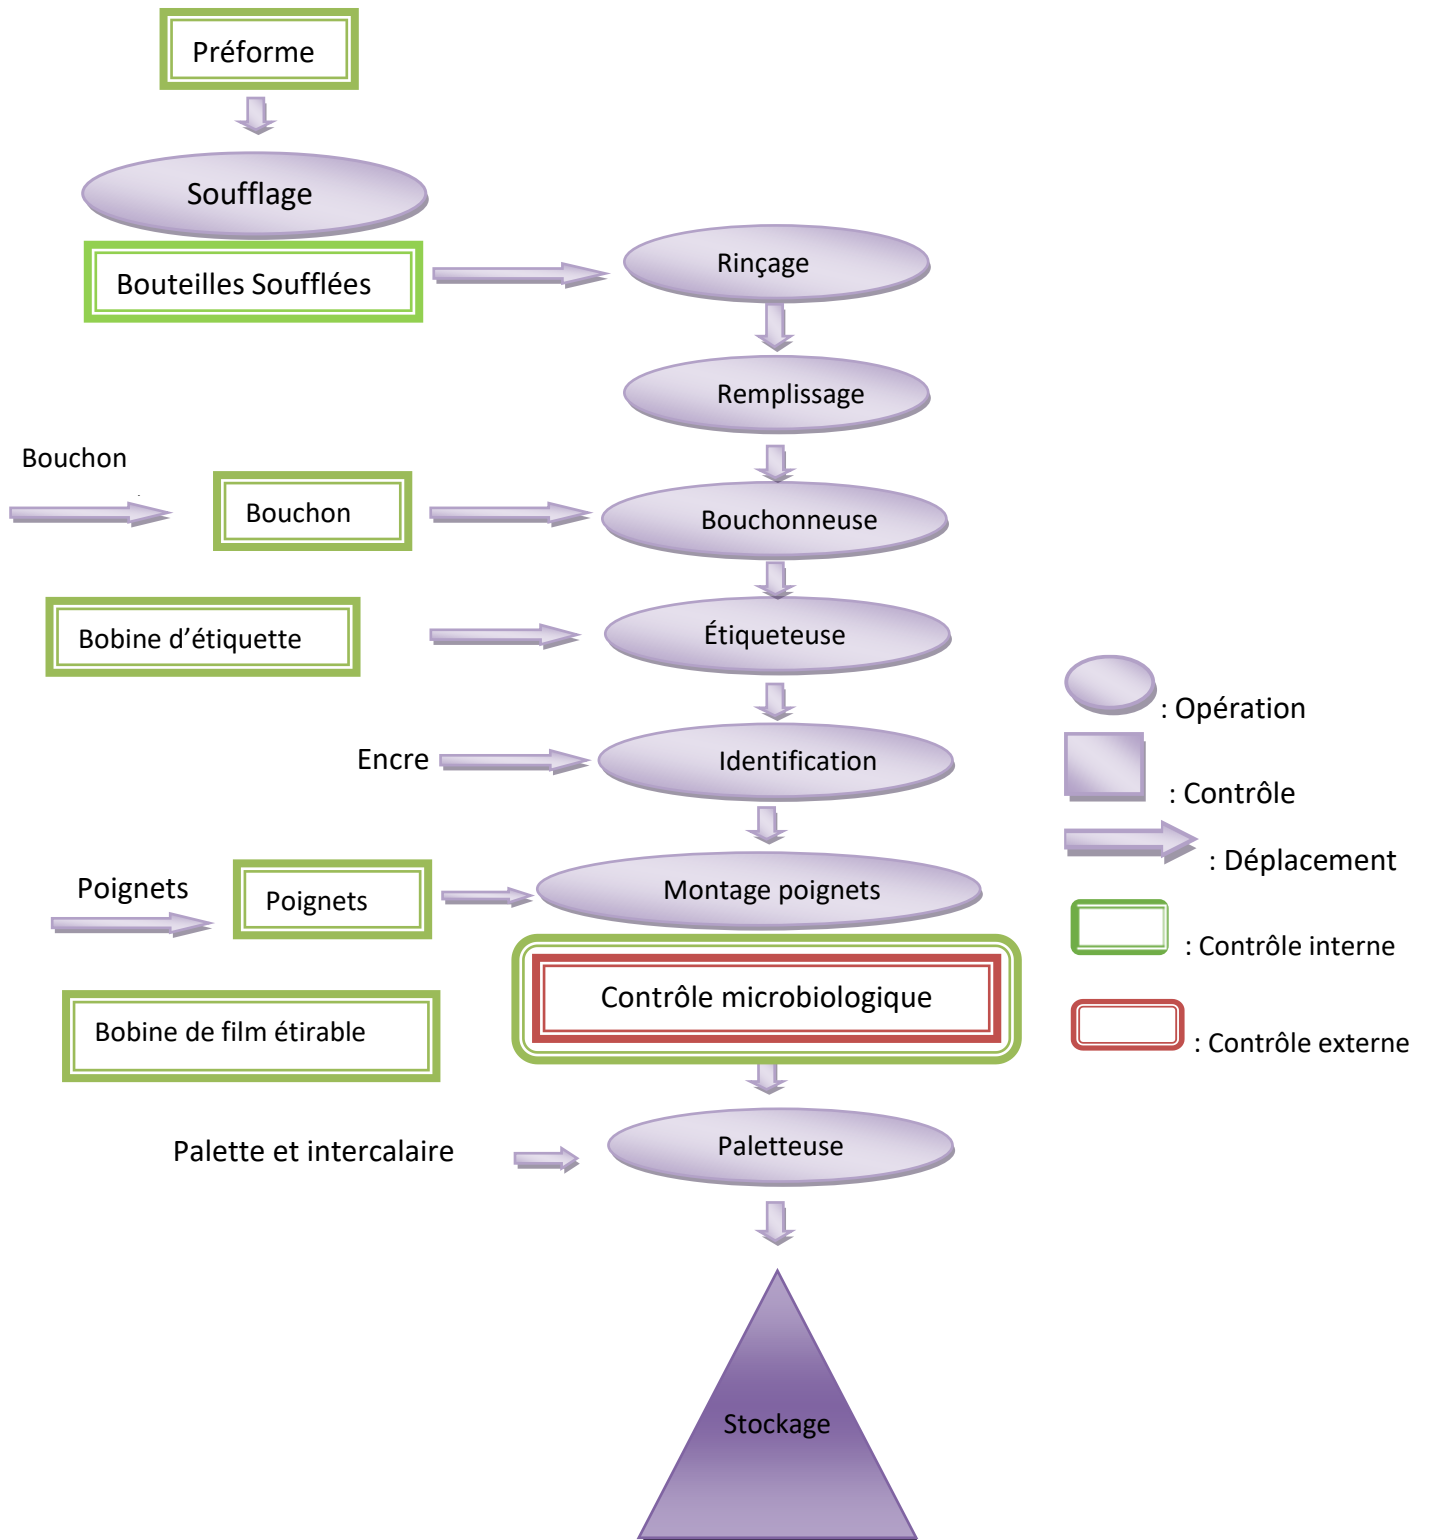 Préforme
Soufflage
Bouteilles Soufflées
Rinçage
Remplissage
Bouchon
Bouchon
Bouchonneuse
Bobine d’étiquette
Étiqueteuse
Encre
Identification
Poignets
Poignets
Montage poignets
Contrôle microbiologique
Bobine de film étirable
Palette et intercalaire
Paletteuse
Stockage
: Opération
: Contrôle
: Déplacement
: Contrôle interne
: Contrôle externe